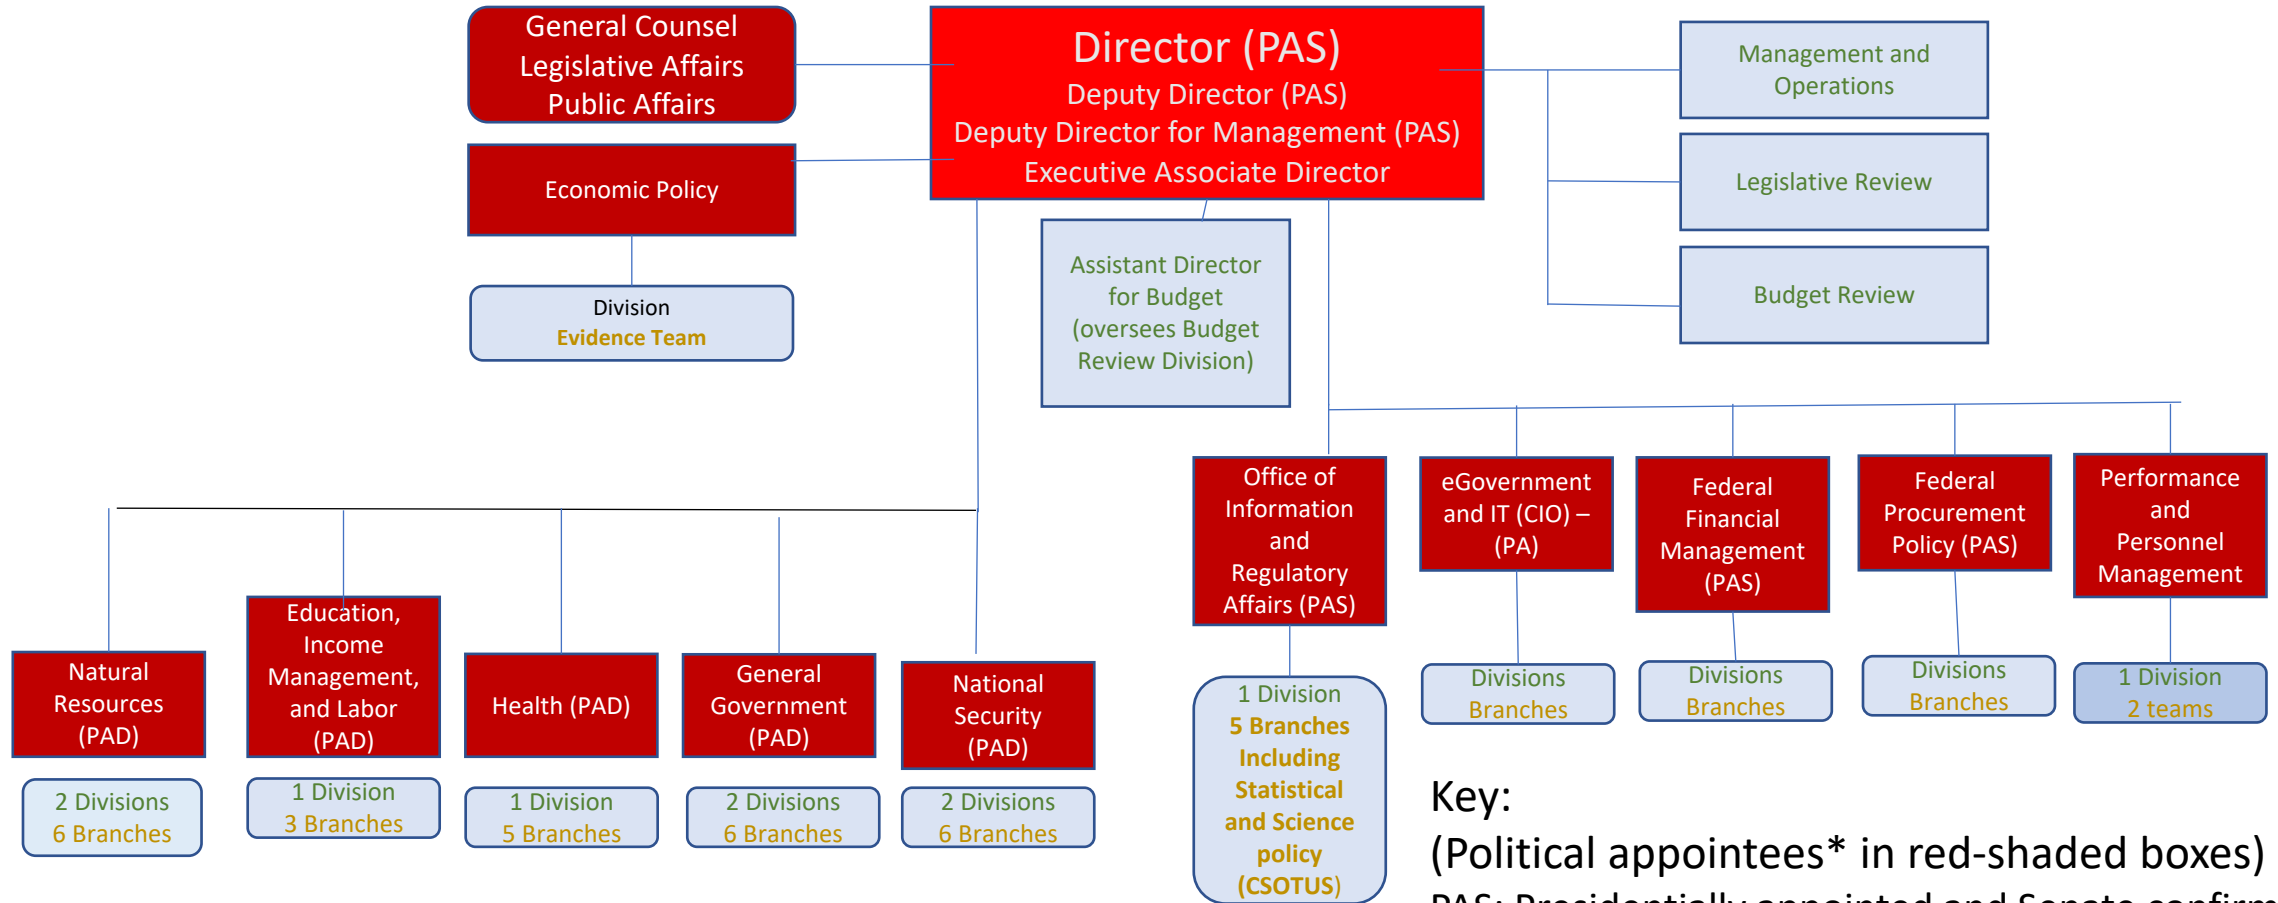 General Counsel
Legislative Affairs
Public Affairs
Director (PAS)
Deputy Director (PAS)
Deputy Director for Management (PAS)
Executive Associate Director
Management and
Operations
Economic Policy
Legislative Review
Budget Review
Division
Evidence Team
Assistant Director
for Budget
(oversees Budget
Review Division)
Natural
Resources
(PAD)
Education,
Income
Management,
and Labor
(PAD)
Health (PAD)
General
Government
(PAD)
National
Security
(PAD)
Office of
Information
and
Regulatory
Affairs (PAS)
eGovernment
and IT (CIO) –
(PA)
Federal
Financial
Management
(PAS)
Federal
Procurement
Policy (PAS)
Performance
and
Personnel
Management
2 Divisions
6 Branches
1 Division
3 Branches
1 Division
5 Branches
2 Divisions
6 Branches
2 Divisions
6 Branches
1 Division
5 Branches
Including
Statistical
and Science
policy
(CSOTUS)
Divisions
Branches
Divisions
Branches
Divisions
Branches
1 Division
2 teams
Key:
(Political appointees* in red-shaded boxes)
PAS: Presidentially appointed and Senate confirm